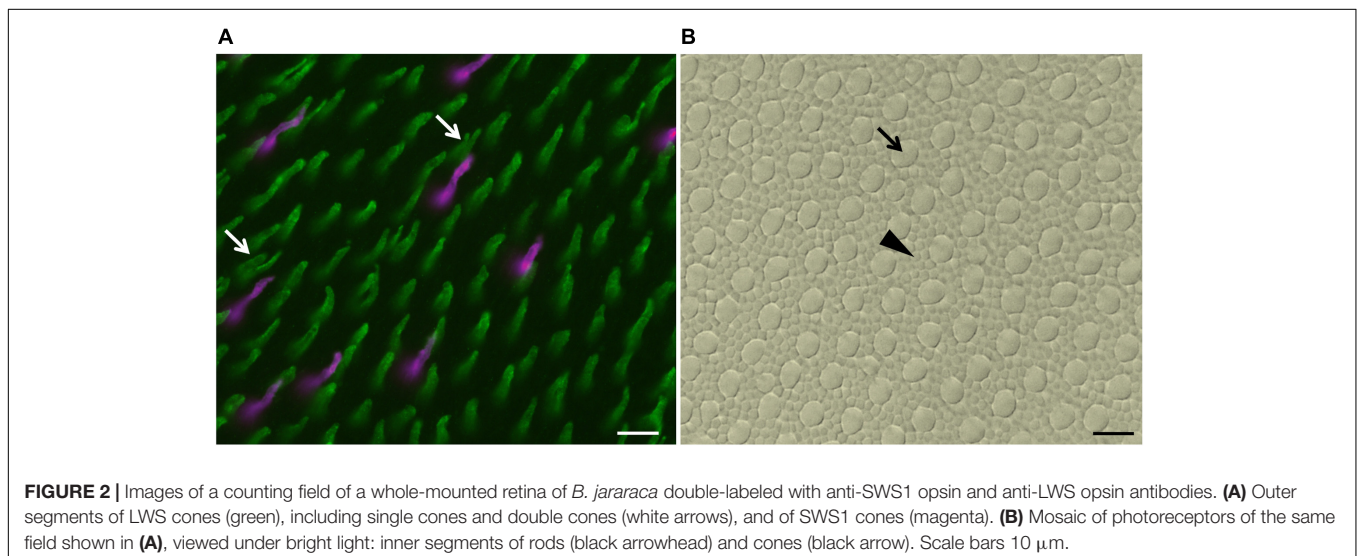 A
B
FIGURE 2 | Images of a counting field of a whole-mounted retina of B. jararaca double-labeled with anti-SWS1 opsin and anti-LWS opsin antibodies. (A) Outer
segments of LWS cones (green), including single cones and double cones (white arrows), and of SWS1 cones (magenta). (B) Mosaic of photoreceptors of the same
field shown in (A), viewed under bright light: inner segments of rods (black arrowhead) and cones (black arrow). Scale bars 10 μm.